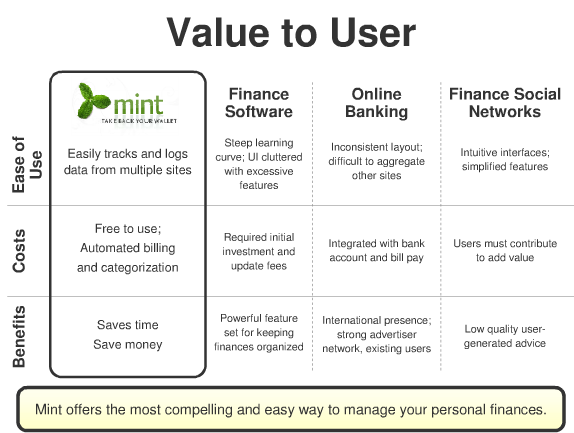 Value to User
mint
TAKE BACK YOUR WALLET
Finance
Software
Online
Banking
Finance Social
Networks
Ease of
Use
Easily tracks and logs
data from multiple sites
Steep learning
curve; UI cluttered
with excessive
features
Inconsistent layout;
difficult to aggregate
other sites
Intuitive interfaces;
simplified features
Costs
Free to use;
Automated billing
and categorization
Required initial
investment and
update fees
Integrated with bank
account and bill pay
Users must contribute
to add value
Benefits
Saves time
Save money
Powerful feature
set for keeping
finances organized
International presence;
strong advertiser
network, existing users
Low quality user-
generated advice
Mint offers the most compelling and easy way to manage your personal finances.